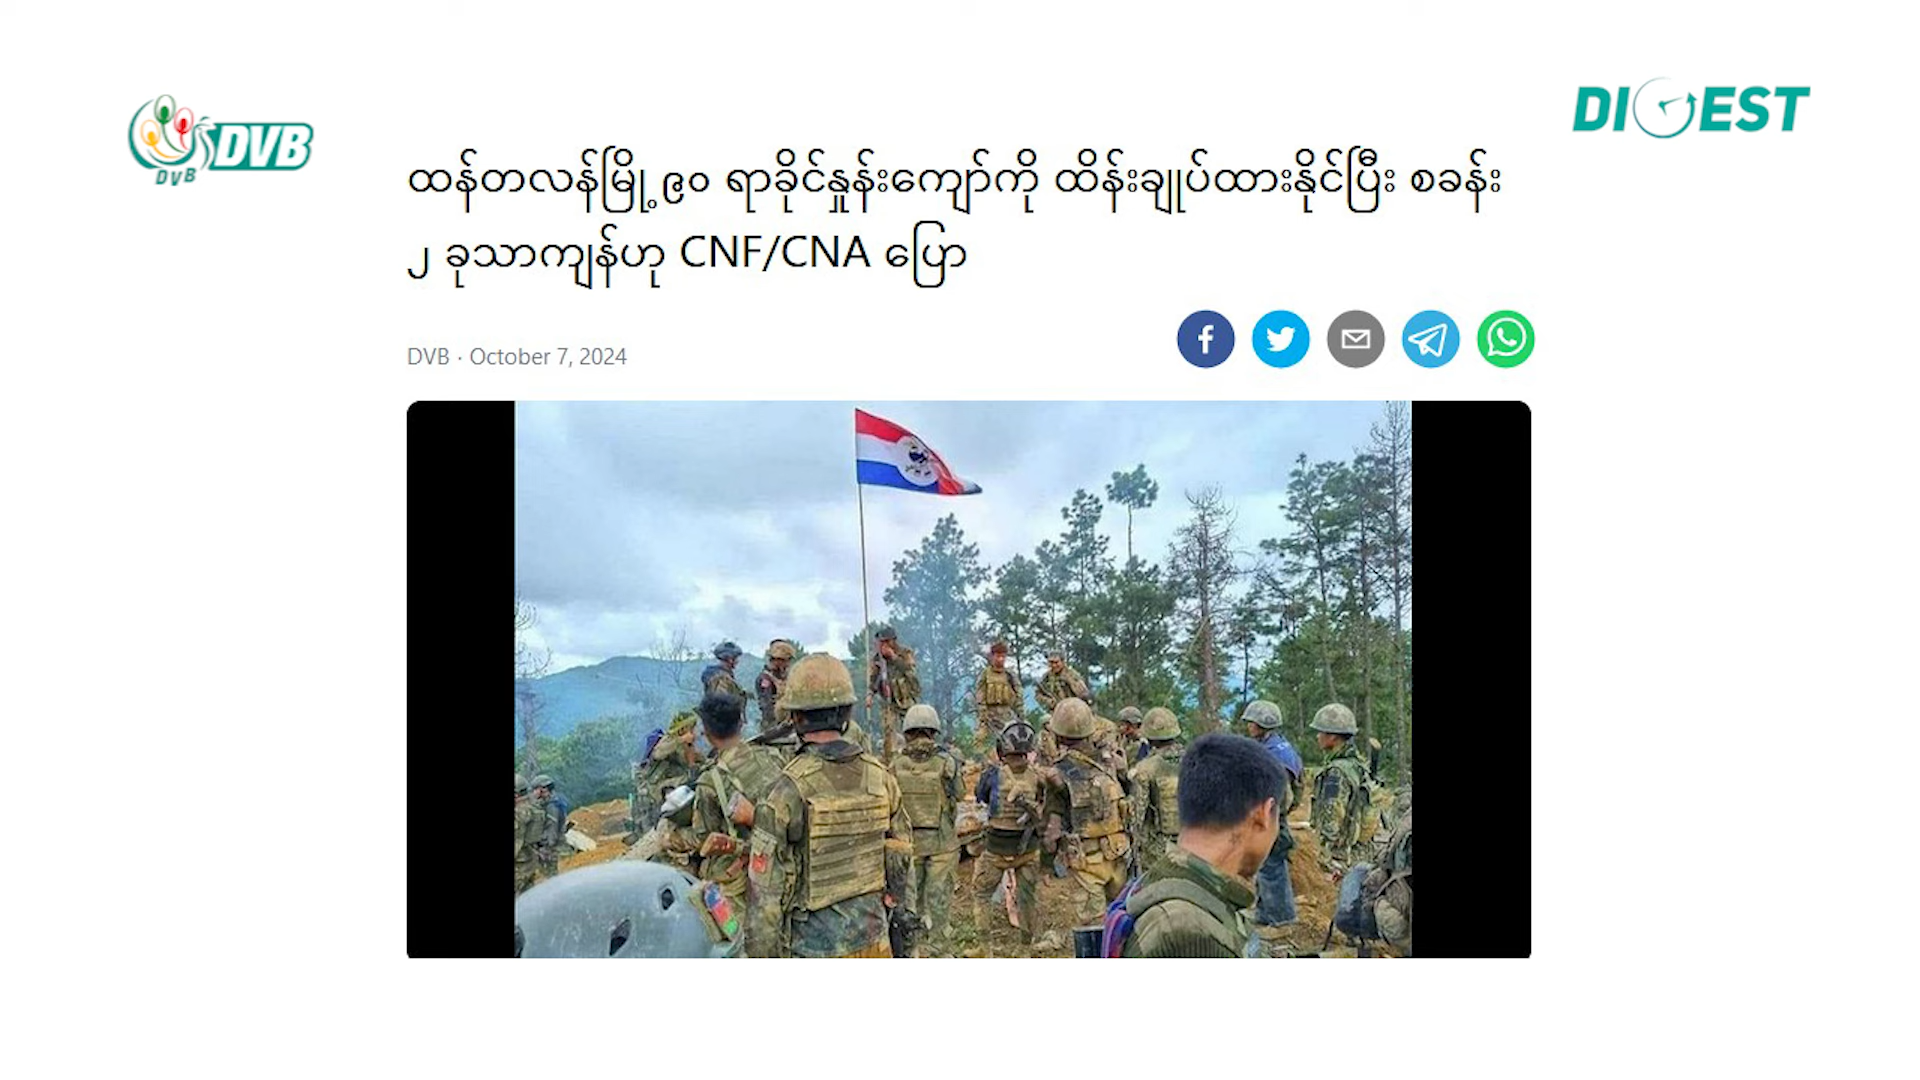 DVB
DVB
DIGEST
ထန်တလန်မြို့၉၀ ရာခိုင်နှုန်းကျော်ကို ထိန်းချုပ်ထားနိုင်ပြီး စခန်း
၂ ခုသာကျန်ဟု CNF/CNA ပြော
DVB · October 7, 2024